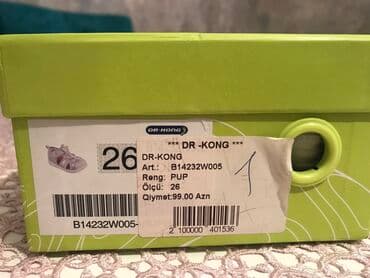 DR·KONG
26
B14232W005-
*** DR -KONG ***
DR-KONG
Art.: B14232W005
Rəng: PUP
Ölçü: 26
Qiymət:99.00 Azn
2 100000 401536
1